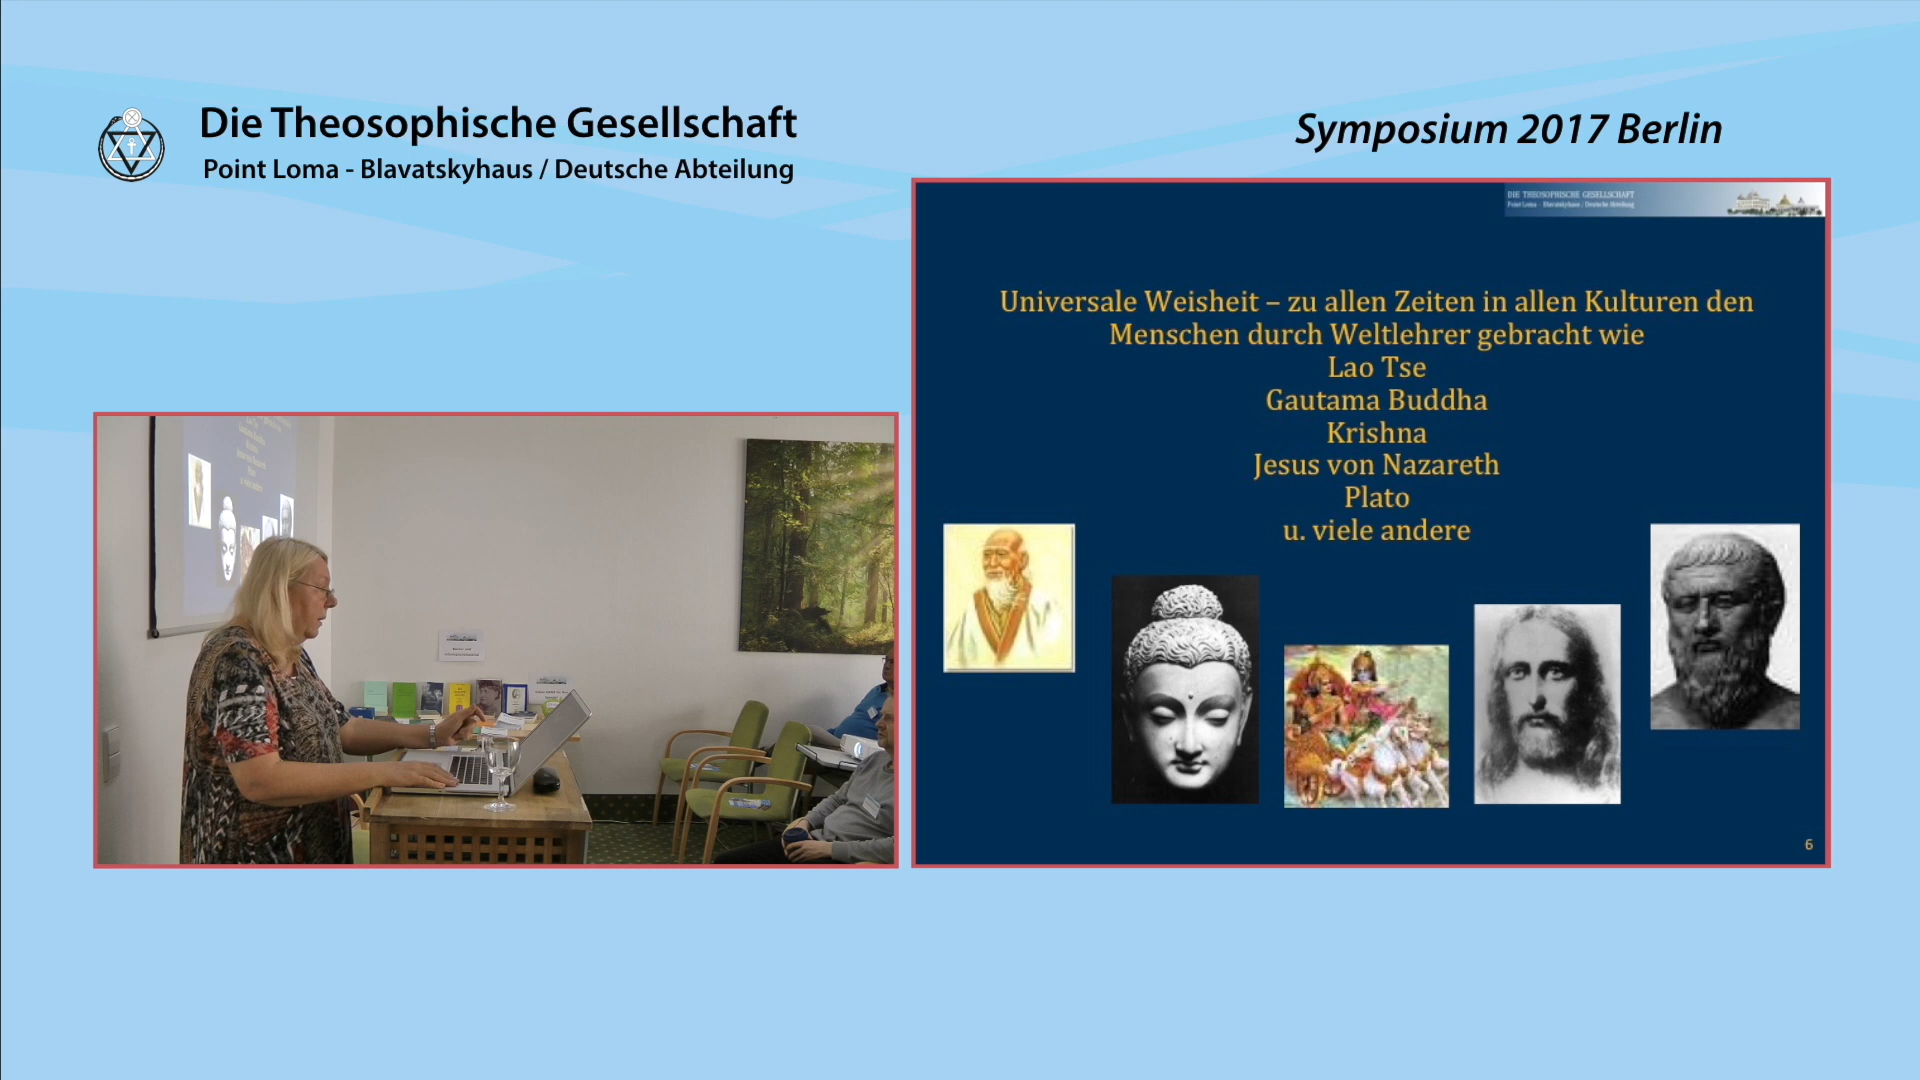 Die Theosophische Gesellschaft
Point Loma - Blavatskyhaus / Deutsche Abteilung
Symposium 2017 Berlin
DIE THEOSOPHISCHE GESELLSCHAFT
Point Loma - Blavatskyhaus / Deutsche Abteilung
Universale Weisheit – zu allen Zeiten in allen Kulturen den
Menschen durch Weltlehrer gebracht wie
Lao Tse
Gautama Buddha
Krishna
Jesus von Nazareth
Plato
u. viele andere
6